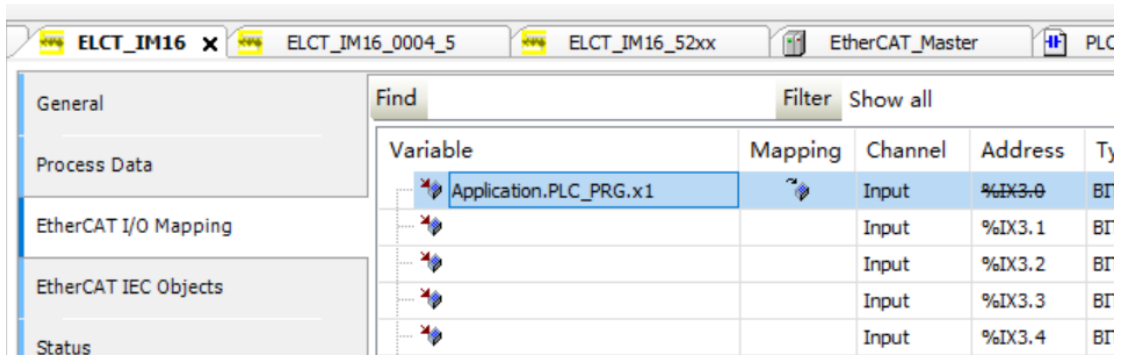 ELCT_IM16 ELCT_IM16_0004_5 ELCT_IM16_52xx EtherCAT_Master PLC
General
Process Data
EtherCAT I/O Mapping
EtherCAT IEC Objects
Status
Find Filter Show all
Variable Mapping Channel Address
Application.PLC_PRG.x1 Input %IX3.0
Input %IX3.1
Input %IX3.2
Input %IX3.3
Input %IX3.4